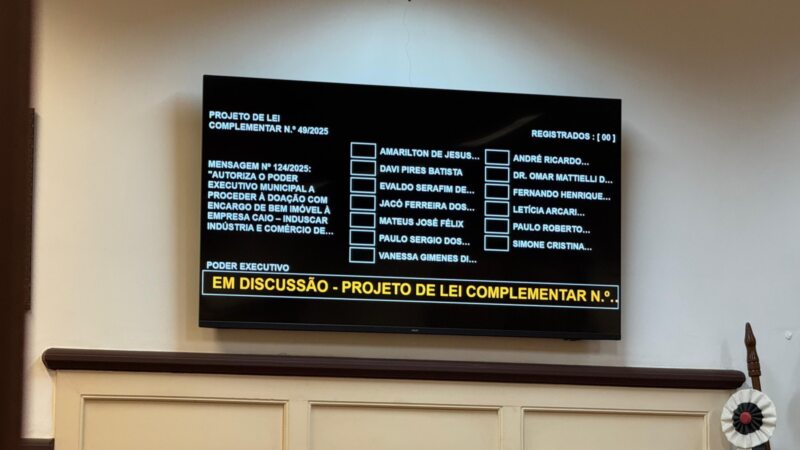 PROJETO DE LEI
COMPLEMENTAR N.º 49/2025
REGISTRADOS : [ 00 ]
MENSAGEM Nº 124/2025:
"AUTORIZA O PODER
EXECUTIVO MUNICIPAL A
PROCEDER À DOAÇÃO COM
ENCARGO DE BEM IMÓVEL À
EMPRESA CAIO – INDUSCAR
INDÚSTRIA E COMÉRCIO DE...
PODER EXECUTIVO
AMARILTON DE JESUS...
DAVI PIRES BATISTA
EVALDO SERAFIM DE...
JACÓ FERREIRA DOS...
MATEUS JOSÉ FÉLIX
PAULO SERGIO DOS...
VANESSA GIMENES DI...
ANDRÉ RICARDO...
DR. OMAR MATTIELLI D...
FERNANDO HENRIQUE...
LETÍCIA ARCARI...
PAULO ROBERTO...
SIMONE CRISTINA...
EM DISCUSSÃO - PROJETO DE LEI COMPLEMENTAR N.º..